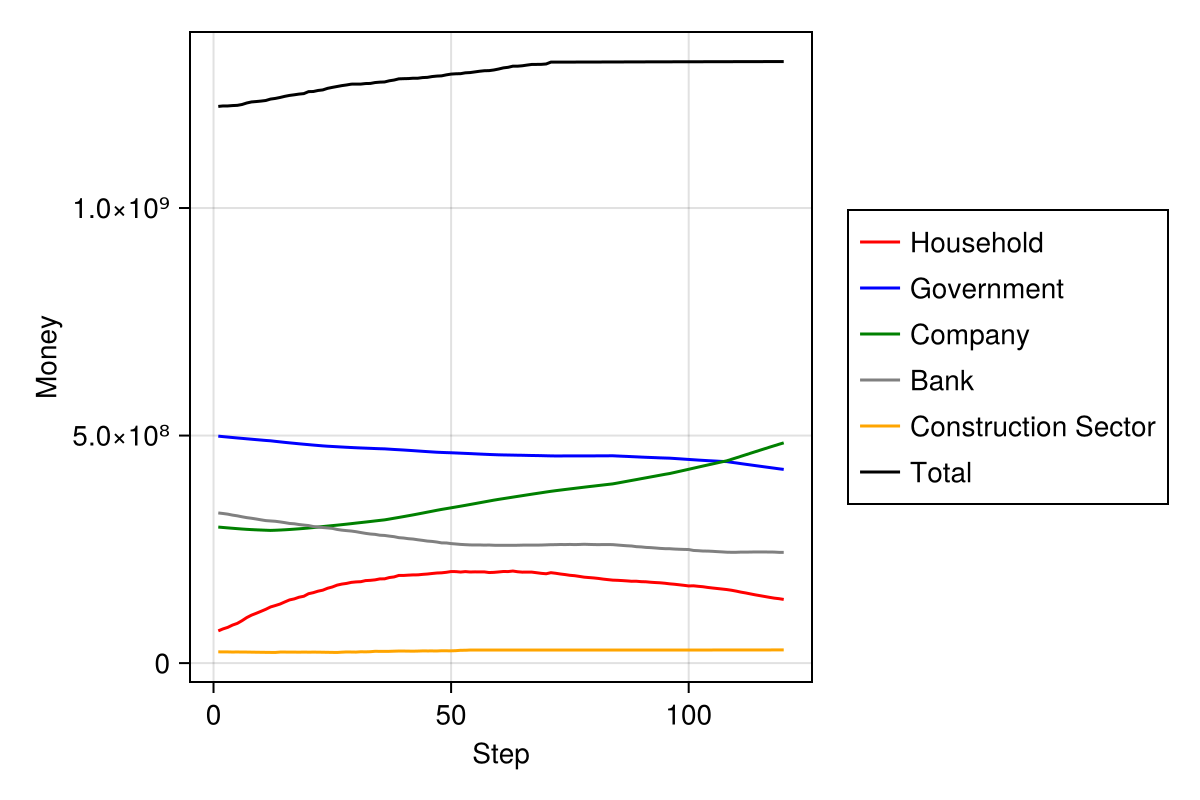 Money
1.0×10⁹
5.0×10⁸
0
0 50 100
Step
Household
Government
Company
Bank
Construction Sector
Total